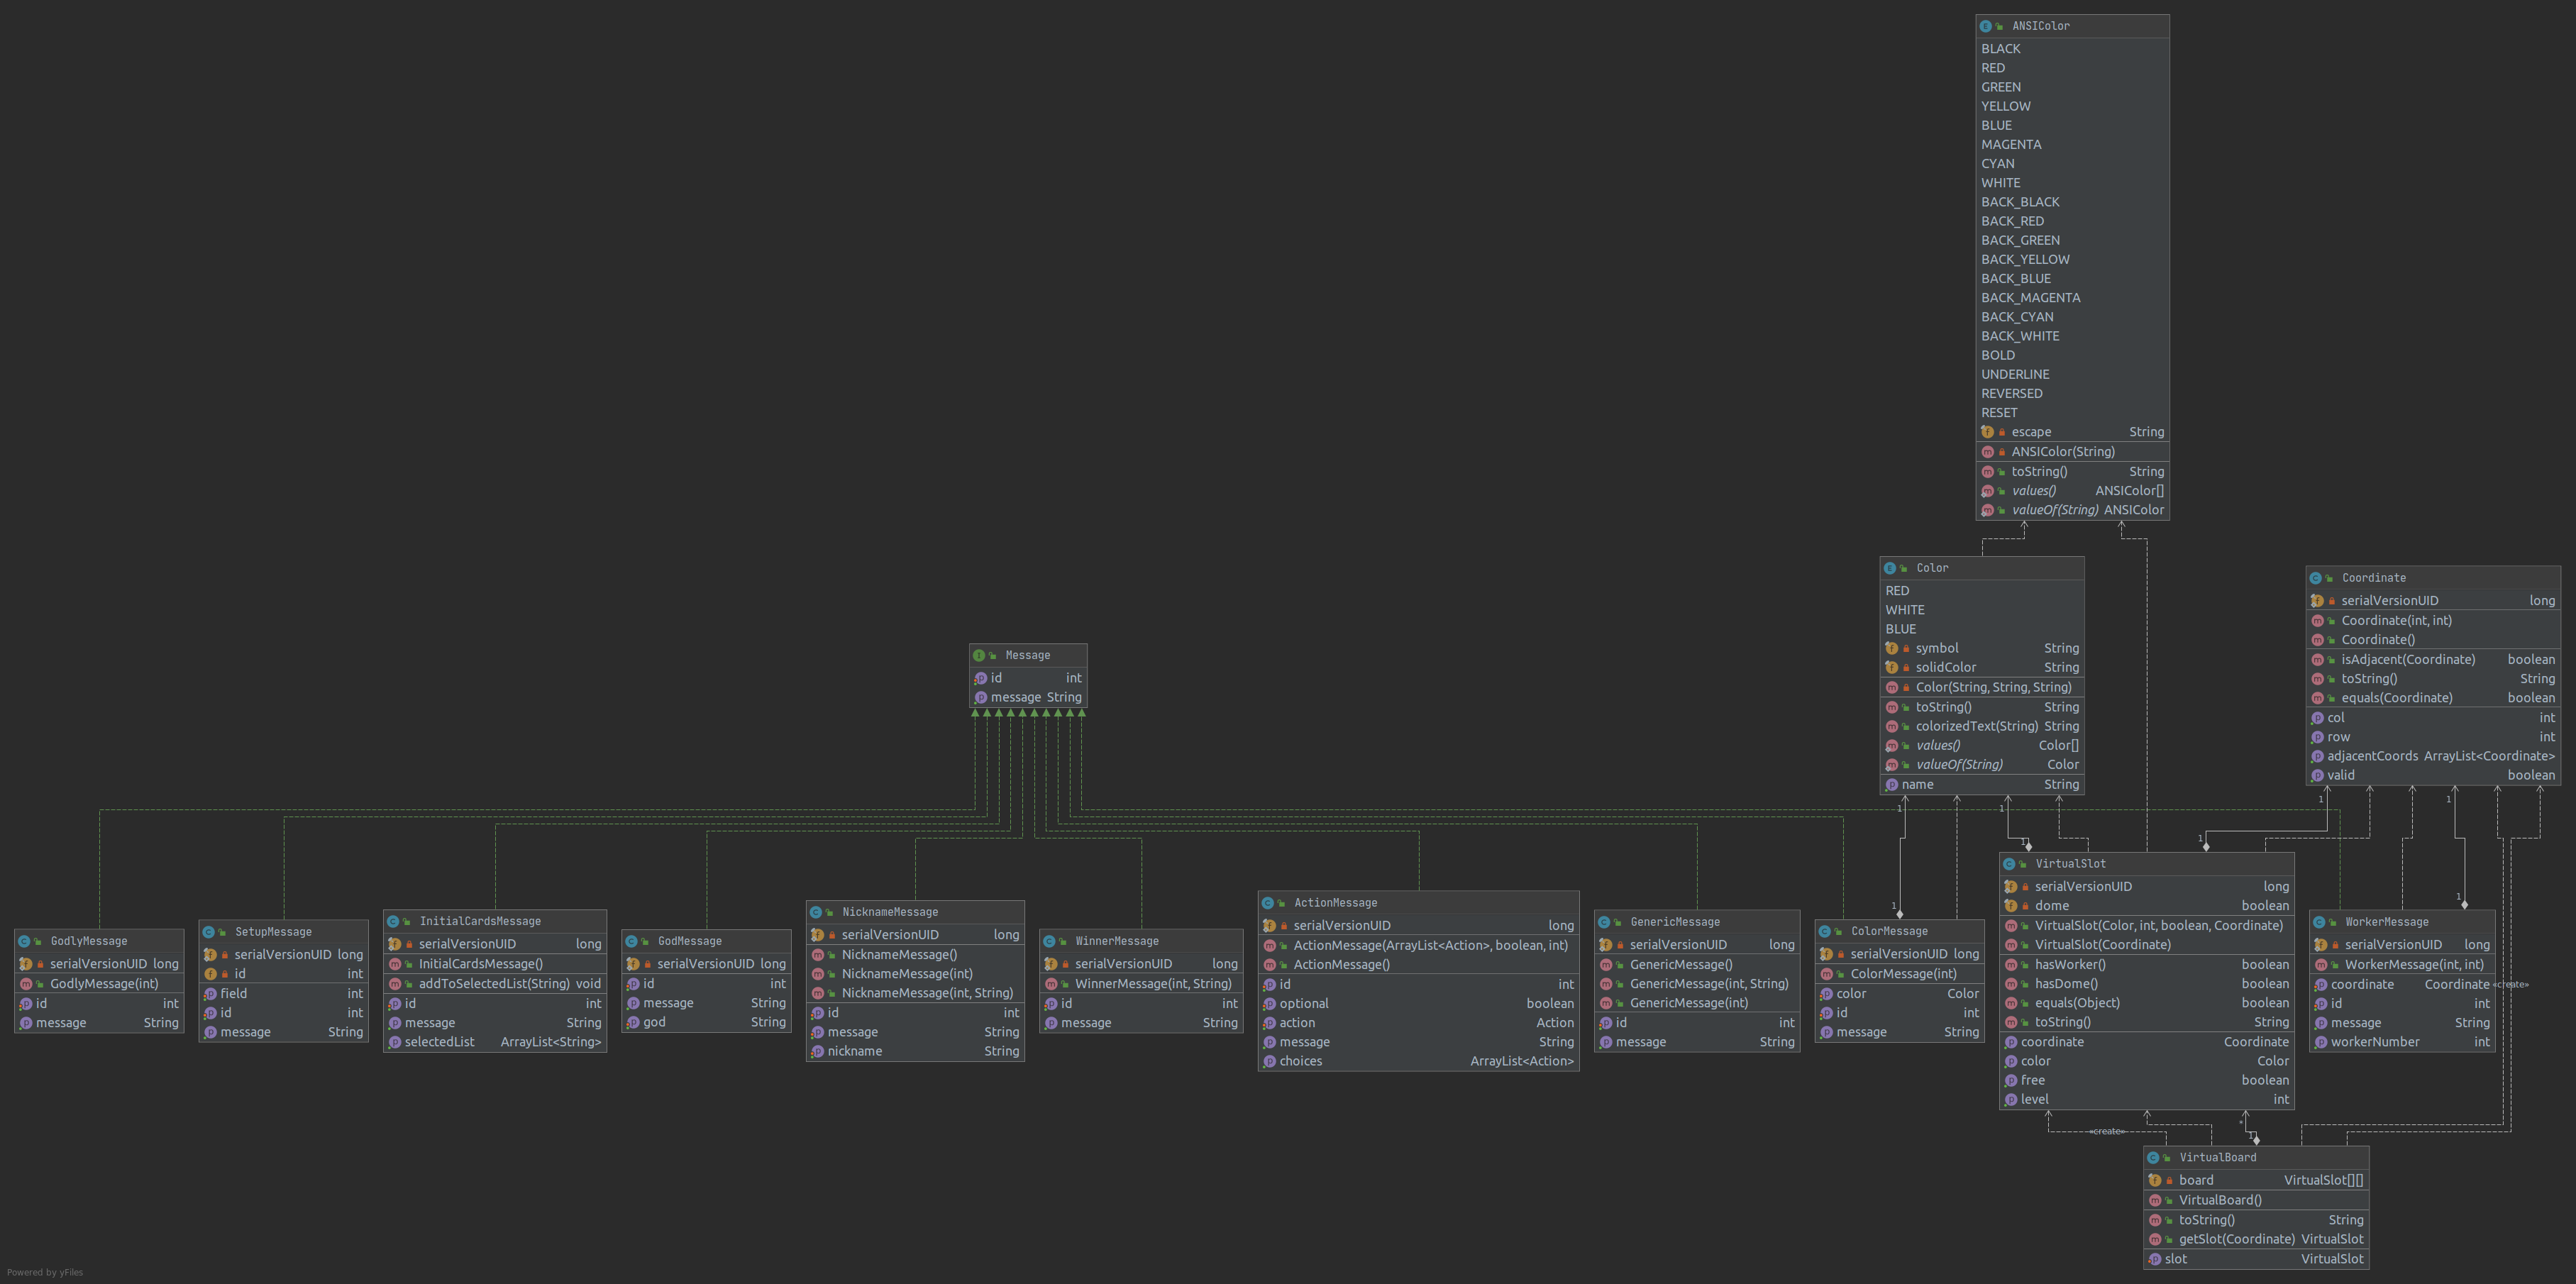 ANSIColor
BLACK
RED
GREEN
YELLOW
BLUE
MAGENTA
CYAN
WHITE
BACK_BLACK
BACK_RED
BACK_GREEN
BACK_YELLOW
BACK_BLUE
BACK_MAGENTA
BACK_CYAN
BACK_WHITE
BOLD
UNDERLINE
REVERSED
RESET
escape String
ANSIColor(String)
toString() String
values() ANSIColor[]
valueOf(String) ANSIColor
Color
RED
WHITE
BLUE
symbol String
solidColor String
Color(String, String, String)
toString() String
colorizedText(String) String
values() Color[]
valueOf(String) Color
name String
Coordinate
serialVersionUID long
Coordinate(int, int)
Coordinate()
isAdjacent(Coordinate) boolean
toString() String
equals(Coordinate) boolean
col int
row int
adjacentCoords ArrayList<Coordinate>
valid boolean
Message
id int
message String
1
1
1
1
1
1
1
1
GodlyMessage
serialVersionUID long
GodlyMessage(int)
id int
message String
SetupMessage
serialVersionUID long
id int
field int
id int
message String
InitialCardsMessage
serialVersionUID long
InitialCardsMessage()
addToSelectedList(String) void
id int
message String
selectedList ArrayList<String>
GodMessage
serialVersionUID long
id int
message String
god String
NicknameMessage
serialVersionUID long
NicknameMessage()
NicknameMessage(int)
NicknameMessage(int, String)
id int
message String
nickname String
WinnerMessage
serialVersionUID long
WinnerMessage(int, String)
id int
message String
ActionMessage
serialVersionUID long
ActionMessage(ArrayList<Action>, boolean, int)
ActionMessage()
id int
optional boolean
action Action
message String
choices ArrayList<Action>
GenericMessage
serialVersionUID long
GenericMessage()
GenericMessage(int, String)
GenericMessage(int)
id int
message String
ColorMessage
serialVersionUID long
ColorMessage(int)
color Color
id int
message String
VirtualSlot
serialVersionUID long
dome boolean
VirtualSlot(Color, int, boolean, Coordinate)
VirtualSlot(Coordinate)
hasWorker() boolean
hasDome() boolean
equals(Object) boolean
toString() String
coordinate Coordinate
color Color
free boolean
level int
WorkerMessage
serialVersionUID long
WorkerMessage(int, int)
coordinate Coordinate
id int
message String
workerNumber int
«create»
«create»
*
1
VirtualBoard
board VirtualSlot[][]
VirtualBoard()
toString() String
getSlot(Coordinate) VirtualSlot
slot VirtualSlot
Powered by yFiles